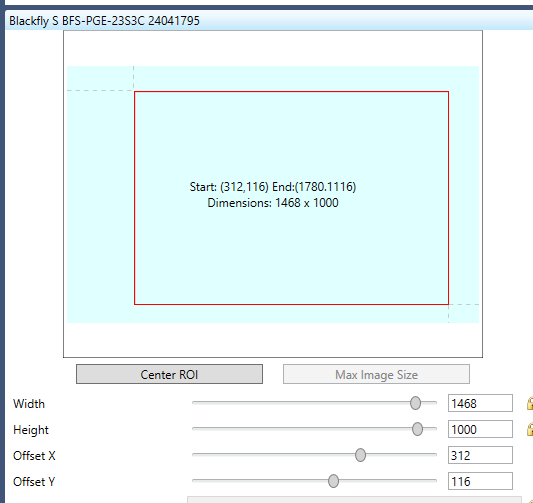 Blackfly S BFS-PGE-23S3C 24041795
Start: (312,116) End:(1780.1116)
Dimensions: 1468 x 1000
Center ROI
Max Image Size
Width 1468
Height 1000
Offset X 312
Offset Y 116